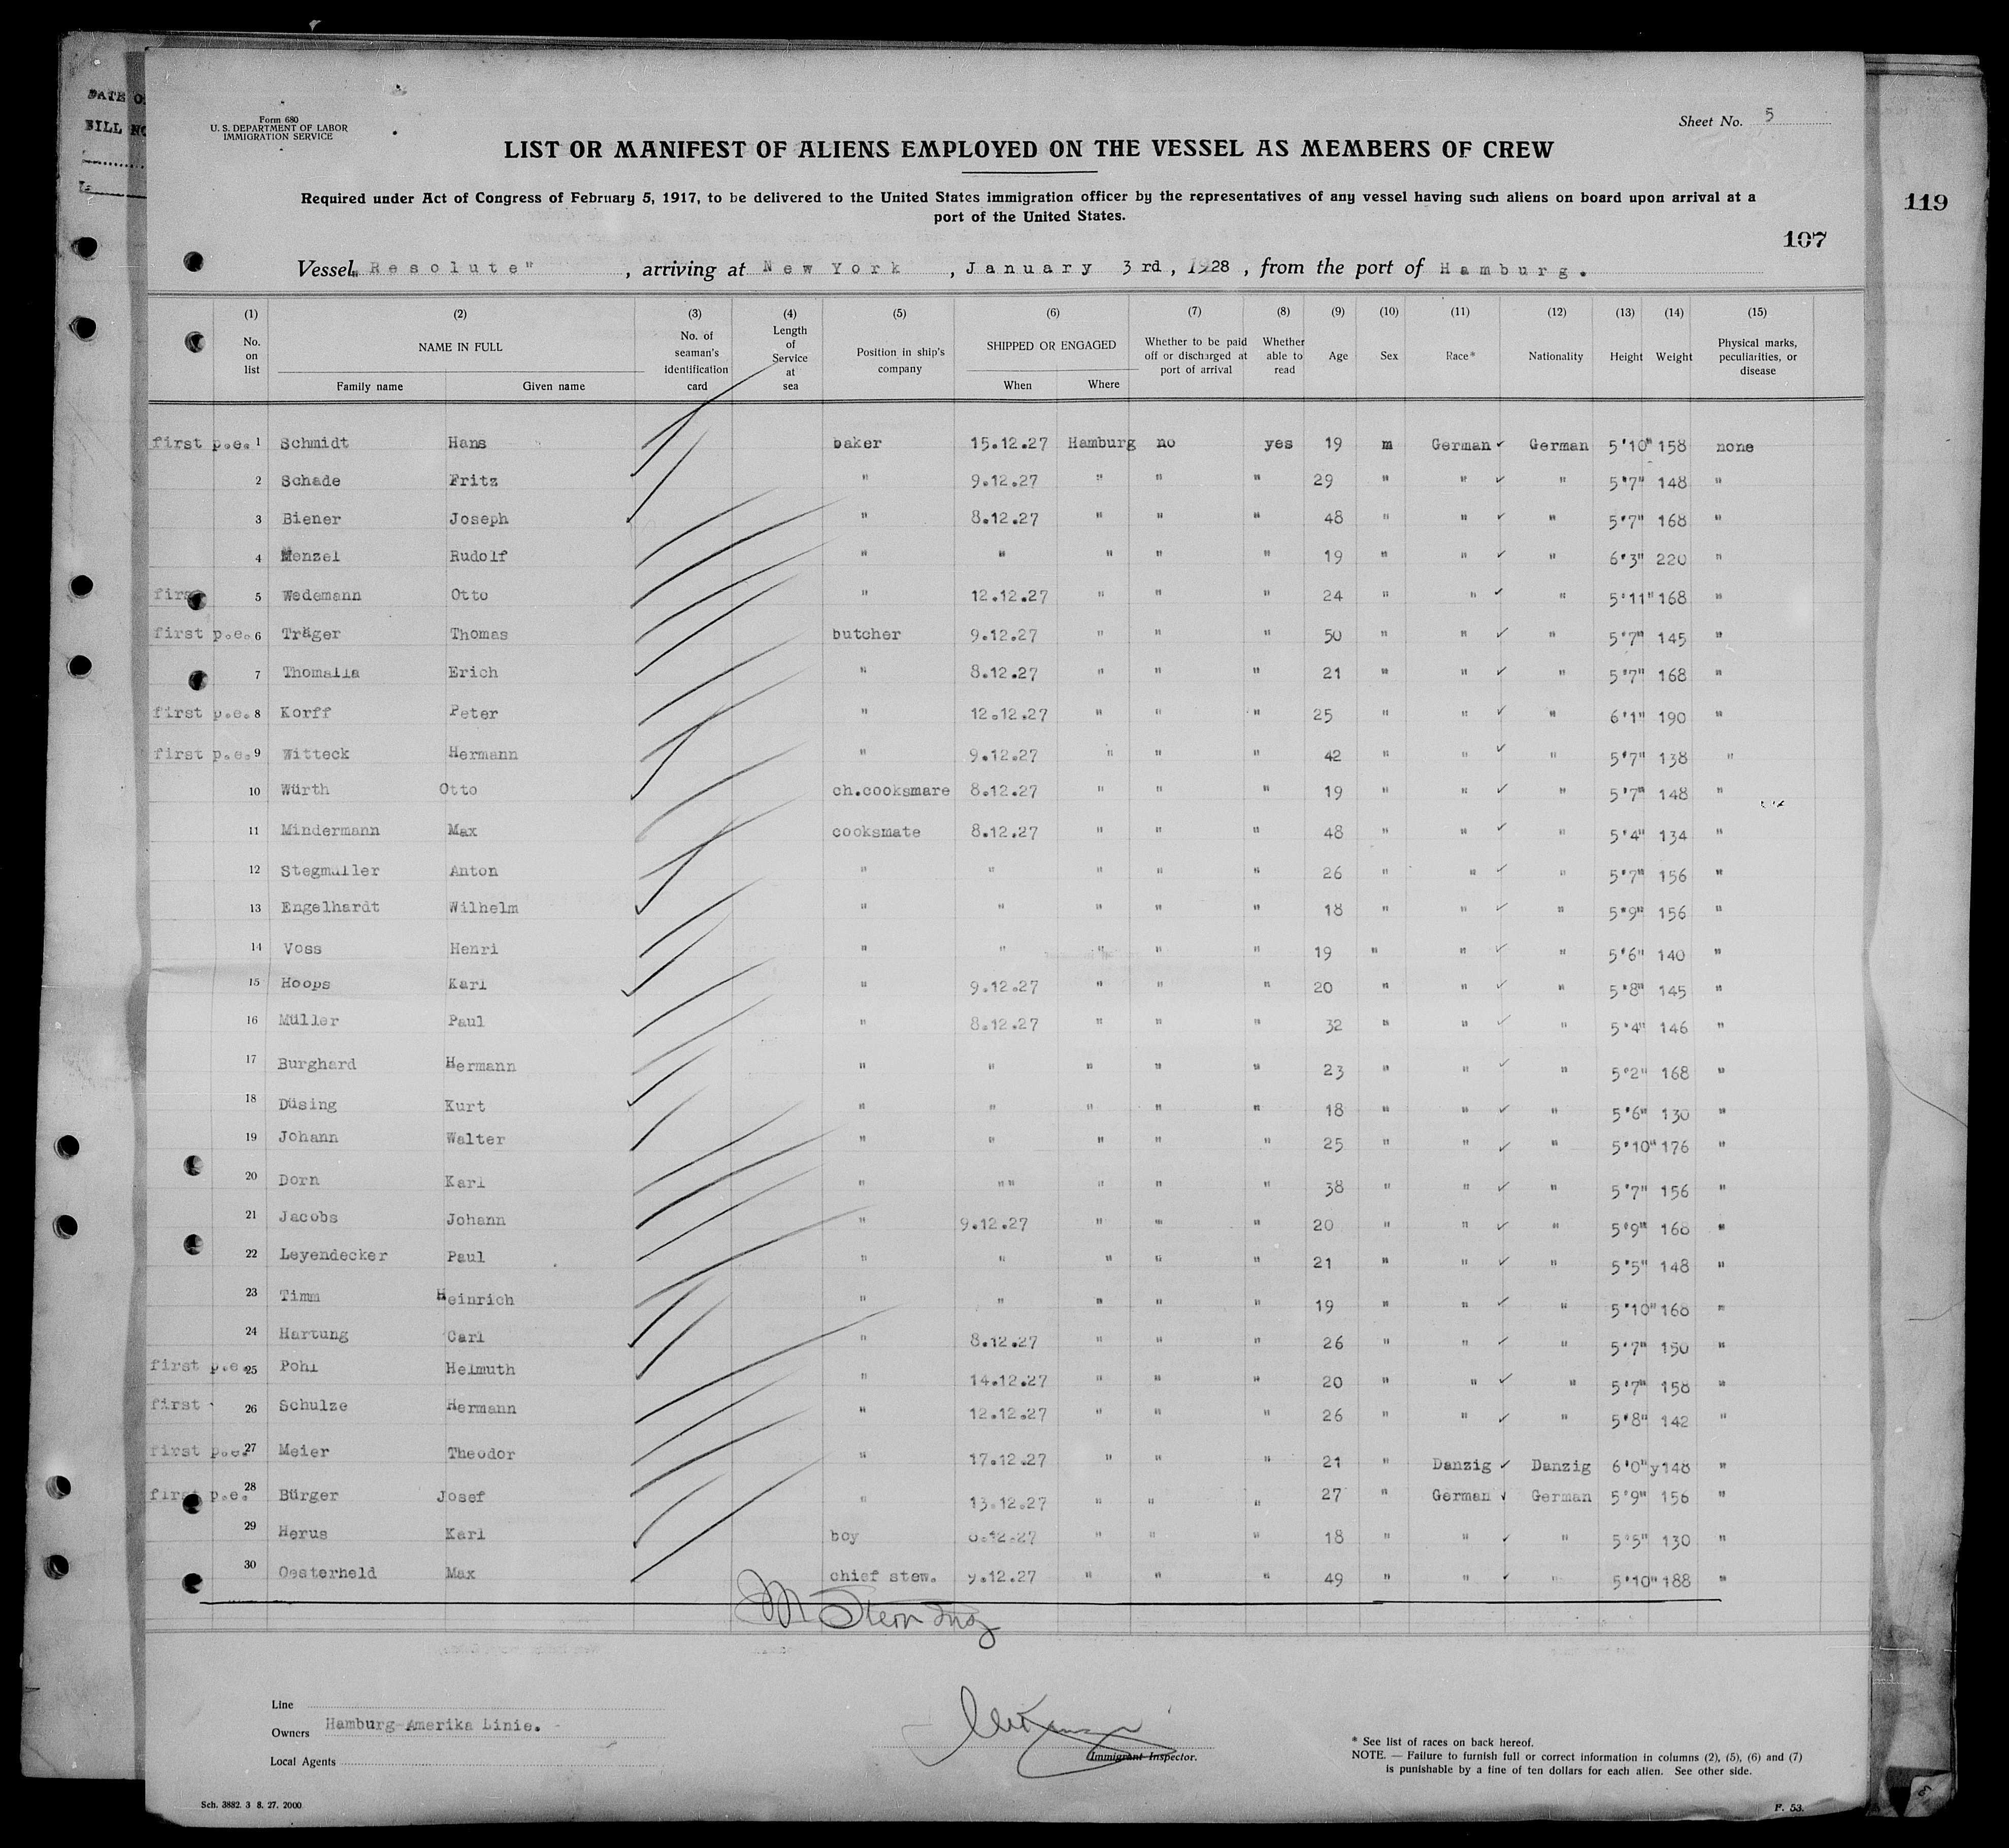 DATE O
BILL NO
Form 680
U. S. DEPARTMENT OF LABOR
IMMIGRATION SERVICE
Sheet No. 5
LIST OR MANIFEST OF ALIENS EMPLOYED ON THE VESSEL AS MEMBERS OF CREW
Required under Act of Congress of February 5, 1917, to be delivered to the United States immigration officer by the representatives of any vessel having such aliens on board upon arrival at a
port of the United States.
119
107
Vessel "Resolute", arriving at New York, January 3rd, 1928, from the port of Hamburg.
(1) (2) (3) (4) (5) (6) (7) (8) (9) (10) (11) (12) (13) (14) (15)
No. on list NAME IN FULL Family name Given name No. of seaman's identification card Length of Service at sea Position in ship's company SHIPPED OR ENGAGED When Where Whether to be paid off or discharged at port of arrival Whether able to read Age Sex Race* Nationality Height Weight Physical marks, peculiarities, or disease
first p.e. 1 Schmidt Hans baker 15.12.27 Hamburg no yes 19 m German ✓ German 5'10" 158 none
2 Schade Fritz " 9.12.27 " " " 29 " " ✓ " 5'7" 148 "
3 Biener Joseph " 8.12.27 " " " 48 " " ✓ " 5'7" 168 "
4 Menzel Rudolf " " " " " 19 " " ✓ " 6'3" 220 "
first 5 Wedemann Otto " 12.12.27 " " " 24 " " ✓ " 5'11" 168 "
first p.e. 6 Träger Thomas butcher 9.12.27 " " " 50 " " ✓ " 5'7" 145 "
7 Thomalla Erich " 8.12.27 " " " 21 " " ✓ " 5'7" 168 "
first p.e. 8 Korff Peter " 12.12.27 " " " 25 " " ✓ " 6'1" 190 "
first p.e. 9 Witteck Hermann " 9.12.27 " " " 42 " " ✓ " 5'7" 138 "
10 Würth Otto ch.cooksmare 8.12.27 " " " 19 " " ✓ " 5'7" 148 "
11 Mindermann Max cooksmate 8.12.27 " " " 48 " " ✓ " 5'4" 134 "
12 Stegmüller Anton " " " " " 26 " " ✓ " 5'7" 156 "
13 Engelhardt Wilhelm " " " " " 18 " " ✓ " 5'9" 156 "
14 Voss Henri " " " " " 19 " " ✓ " 5'6" 140 "
15 Hoops Karl " 9.12.27 " " " 20 " " ✓ " 5'8" 145 "
16 Müller Paul " 8.12.27 " " " 32 " " ✓ " 5'4" 146 "
17 Burghard Hermann " " " " " 23 " " ✓ " 5'2" 168 "
18 Düsing Kurt " " " " " 18 " " ✓ " 5'6" 130 "
19 Johann Walter " " " " " 25 " " ✓ " 5'10" 176 "
20 Dorn Karl " "" " " " 38 " " ✓ " 5'7" 156 "
21 Jacobs Johann " 9.12.27 " " " 20 " " ✓ " 5'9" 168 "
22 Leyendecker Paul " " " " " 21 " " ✓ " 5'5" 148 "
23 Timm Heinrich " " " " " 19 " " ✓ " 5'10" 168 "
24 Hartung Carl " 8.12.27 " " " 26 " " ✓ " 5'7" 150 "
first p.e. 25 Pohl Helmuth " 14.12.27 " " " 20 " " ✓ " 5'7" 158 "
first 26 Schulze Hermann " 12.12.27 " " " 26 " " ✓ " 5'8" 142 "
first p.e. 27 Meier Theodor " 17.12.27 " " " 21 " Danzig ✓ Danzig 6'0"y148 "
first p.e. 28 Bürger Josef " 13.12.27 " " " 27 " German ✓ German 5'9" 156 "
29 Herus Karl boy 8.12.27 " " " 18 " " ✓ " 5'5" 130 "
30 Oesterheld Max chief stew. 9.12.27 " " " 49 " " ✓ " 5'10" 188 "
M Stern
Line
Owners Hamburg-Amerika Linie.
Local Agents
Immigrant Inspector.
* See list of races on back hereof.
NOTE. — Failure to furnish full or correct information in columns (2), (5), (6) and (7)
is punishable by a fine of ten dollars for each alien. See other side.
Sch. 3882. 3 8. 27. 2000
F. 53.